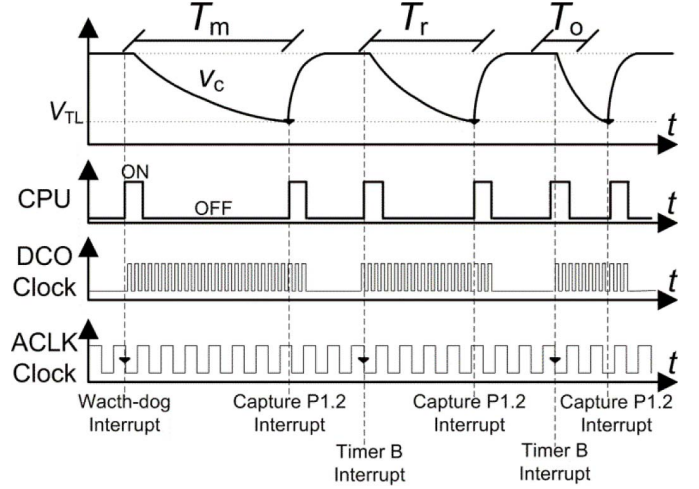 Tm Tr To
vc
VTL
t
ON
CPU
OFF
t
DCO
Clock
t
ACLK
Clock
t
Wacth-dog
Interrupt
Capture P1.2
Interrupt
Capture P1.2
Interrupt
Capture P1.2
Interrupt
Timer B
Interrupt
Timer B
Interrupt